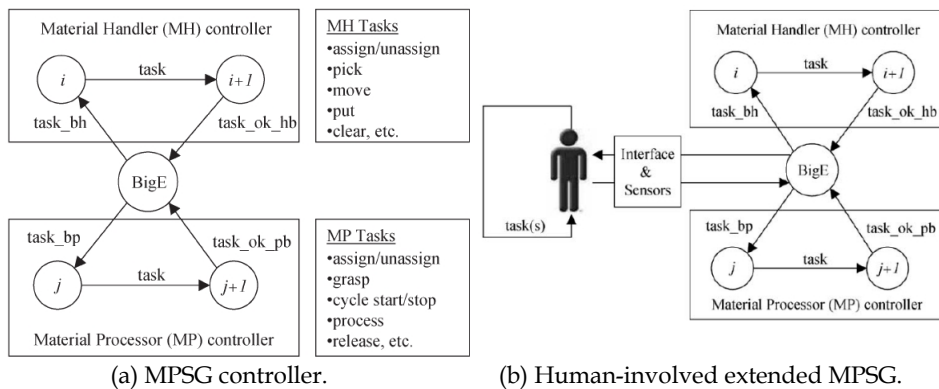 Material Handler (MH) controller
i
task
i+1
task_bh
task_ok_hb
BigE
task_bp
task_ok_pb
j
task
j+1
Material Processor (MP) controller
MH Tasks
•assign/unassign
•pick
•move
•put
•clear, etc.
MP Tasks
•assign/unassign
•grasp
•cycle start/stop
•process
•release, etc.
(a) MPSG controller.
Material Handler (MH) controller
i
task
i+1
task_bh
task_ok_hb
Interface
&
Sensors
BigE
task(s)
task_bp
task_ok_pb
j
task
j+1
Material Processor (MP) controller
(b) Human-involved extended MPSG.